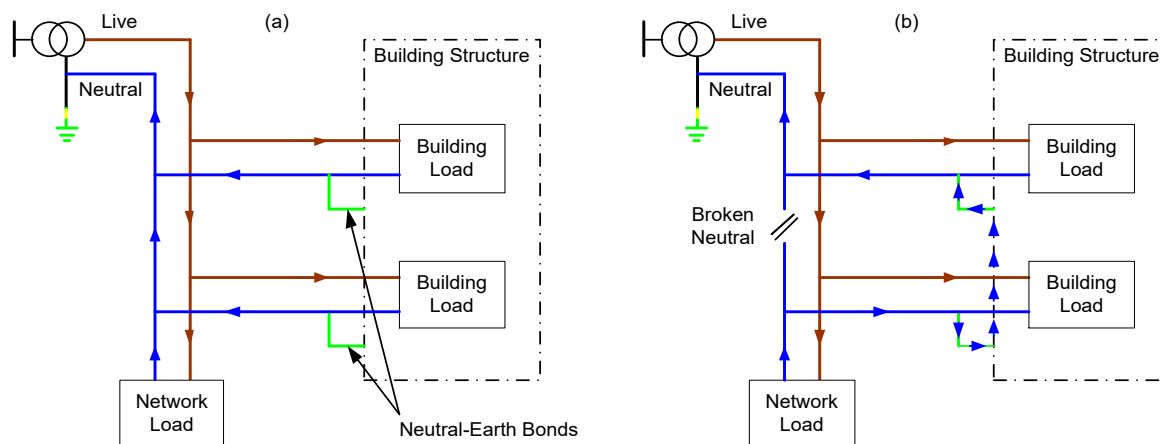 Live
(a)
Building Structure
Neutral
Building
Load
Building
Load
Network
Load
Neutral-Earth Bonds
Live
(b)
Building Structure
Neutral
Building
Load
Broken
Neutral
Building
Load
Network
Load